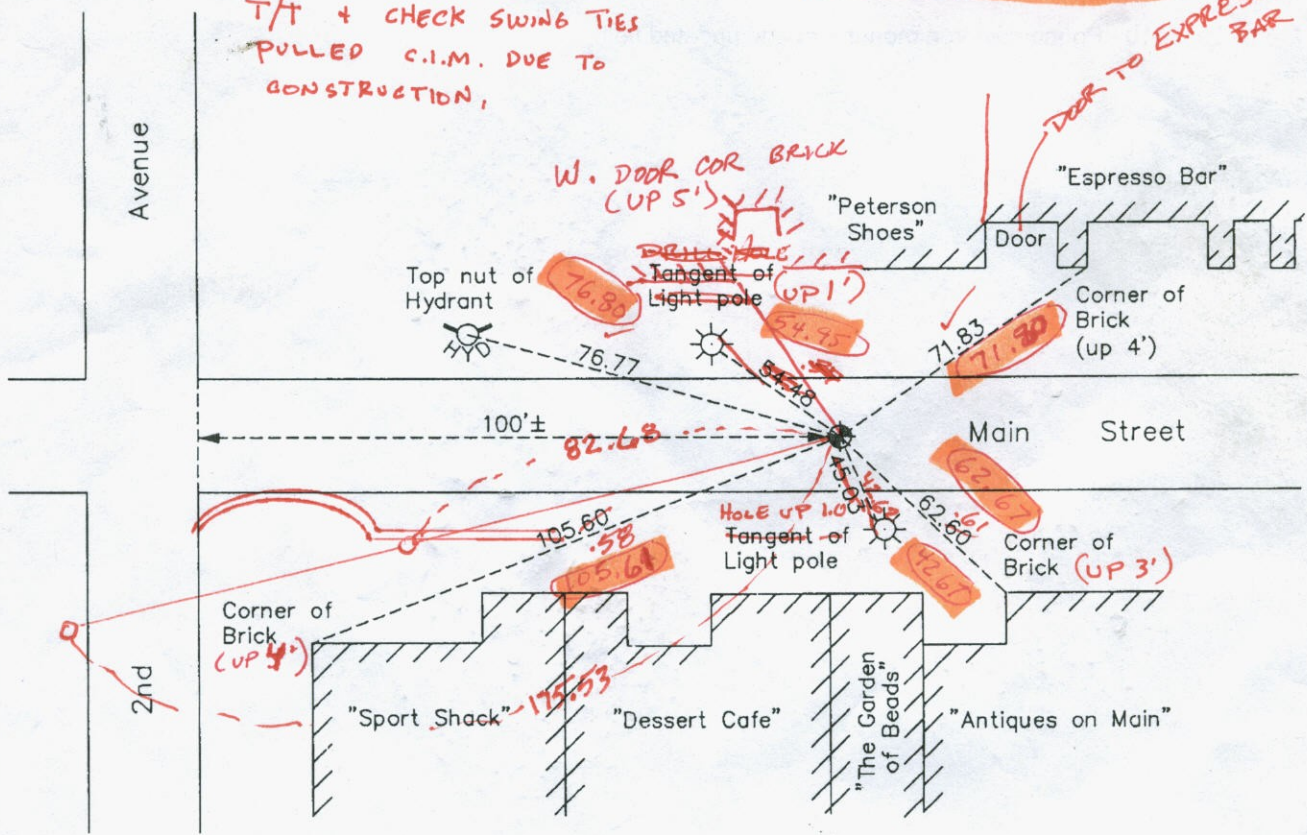 T/T + CHECK SWING TIES
PULLED C.I.M. DUE TO
CONSTRUCTION,
DOOR TO EXPRES
BAR
Avenue
W. DOOR COR BRICK
(UP 5')
"Espresso Bar"
"Peterson
Shoes"
Door
DRILL HOLE
Top nut of
Hydrant
76.80
Tangent of
Light pole
(UP 1')
54.95
HYD
76.77
54.48
71.83
71.80
Corner of
Brick
(up 4')
100'±
82.68
Main Street
62.67
45.05
HOLE UP 1.0
Tangent of
Light pole
62.60
.61
42.67
Corner of
Brick (UP 3')
105.60
.58
105.61
Corner of
Brick
(UP 4')
2nd
175.53
"Sport Shack"
"Dessert Cafe"
"The Garden
of Beads"
"Antiques on Main"